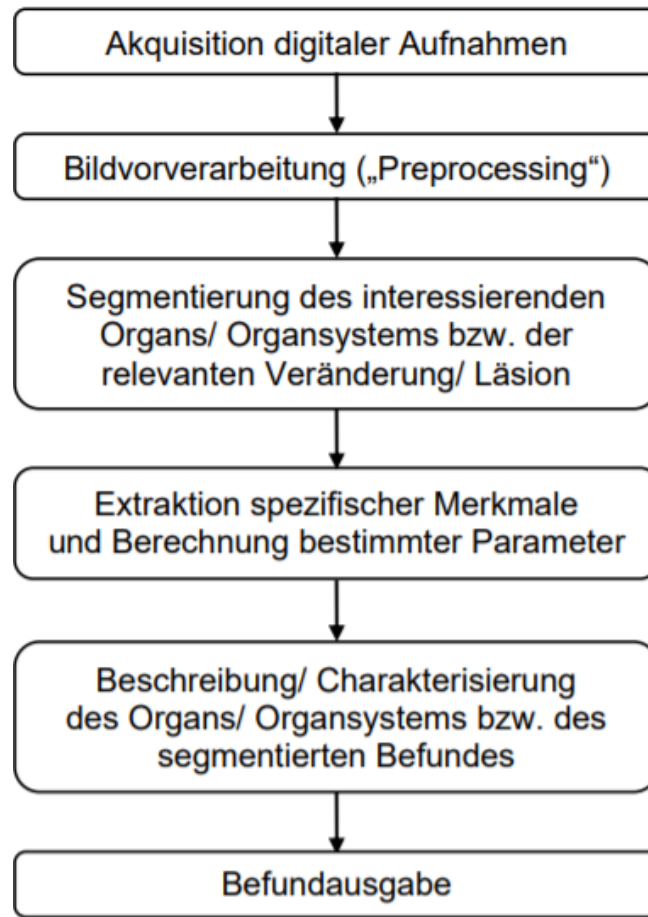 Akquisition digitaler Aufnahmen
Bildvorverarbeitung („Preprocessing“)
Segmentierung des interessierenden
Organs/ Organsystems bzw. der
relevanten Veränderung/ Läsion
Extraktion spezifischer Merkmale
und Berechnung bestimmter Parameter
Beschreibung/ Charakterisierung
des Organs/ Organsystems bzw. des
segmentierten Befundes
Befundausgabe